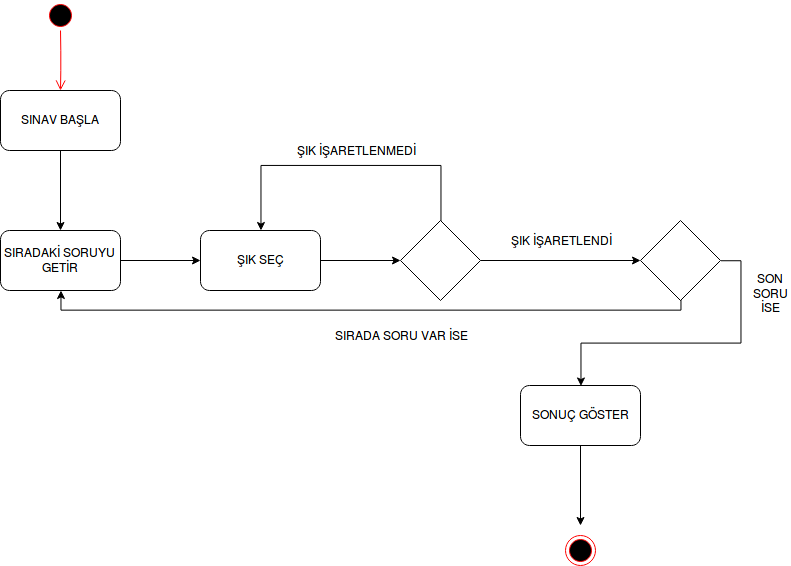 SINAV BAŞLA
ŞIK İŞARETLENMEDİ
SIRADAKİ SORUYU
GETİR
ŞIK SEÇ
ŞIK İŞARETLENDİ
SON
SORU
İSE
SIRADA SORU VAR İSE
SONUÇ GÖSTER